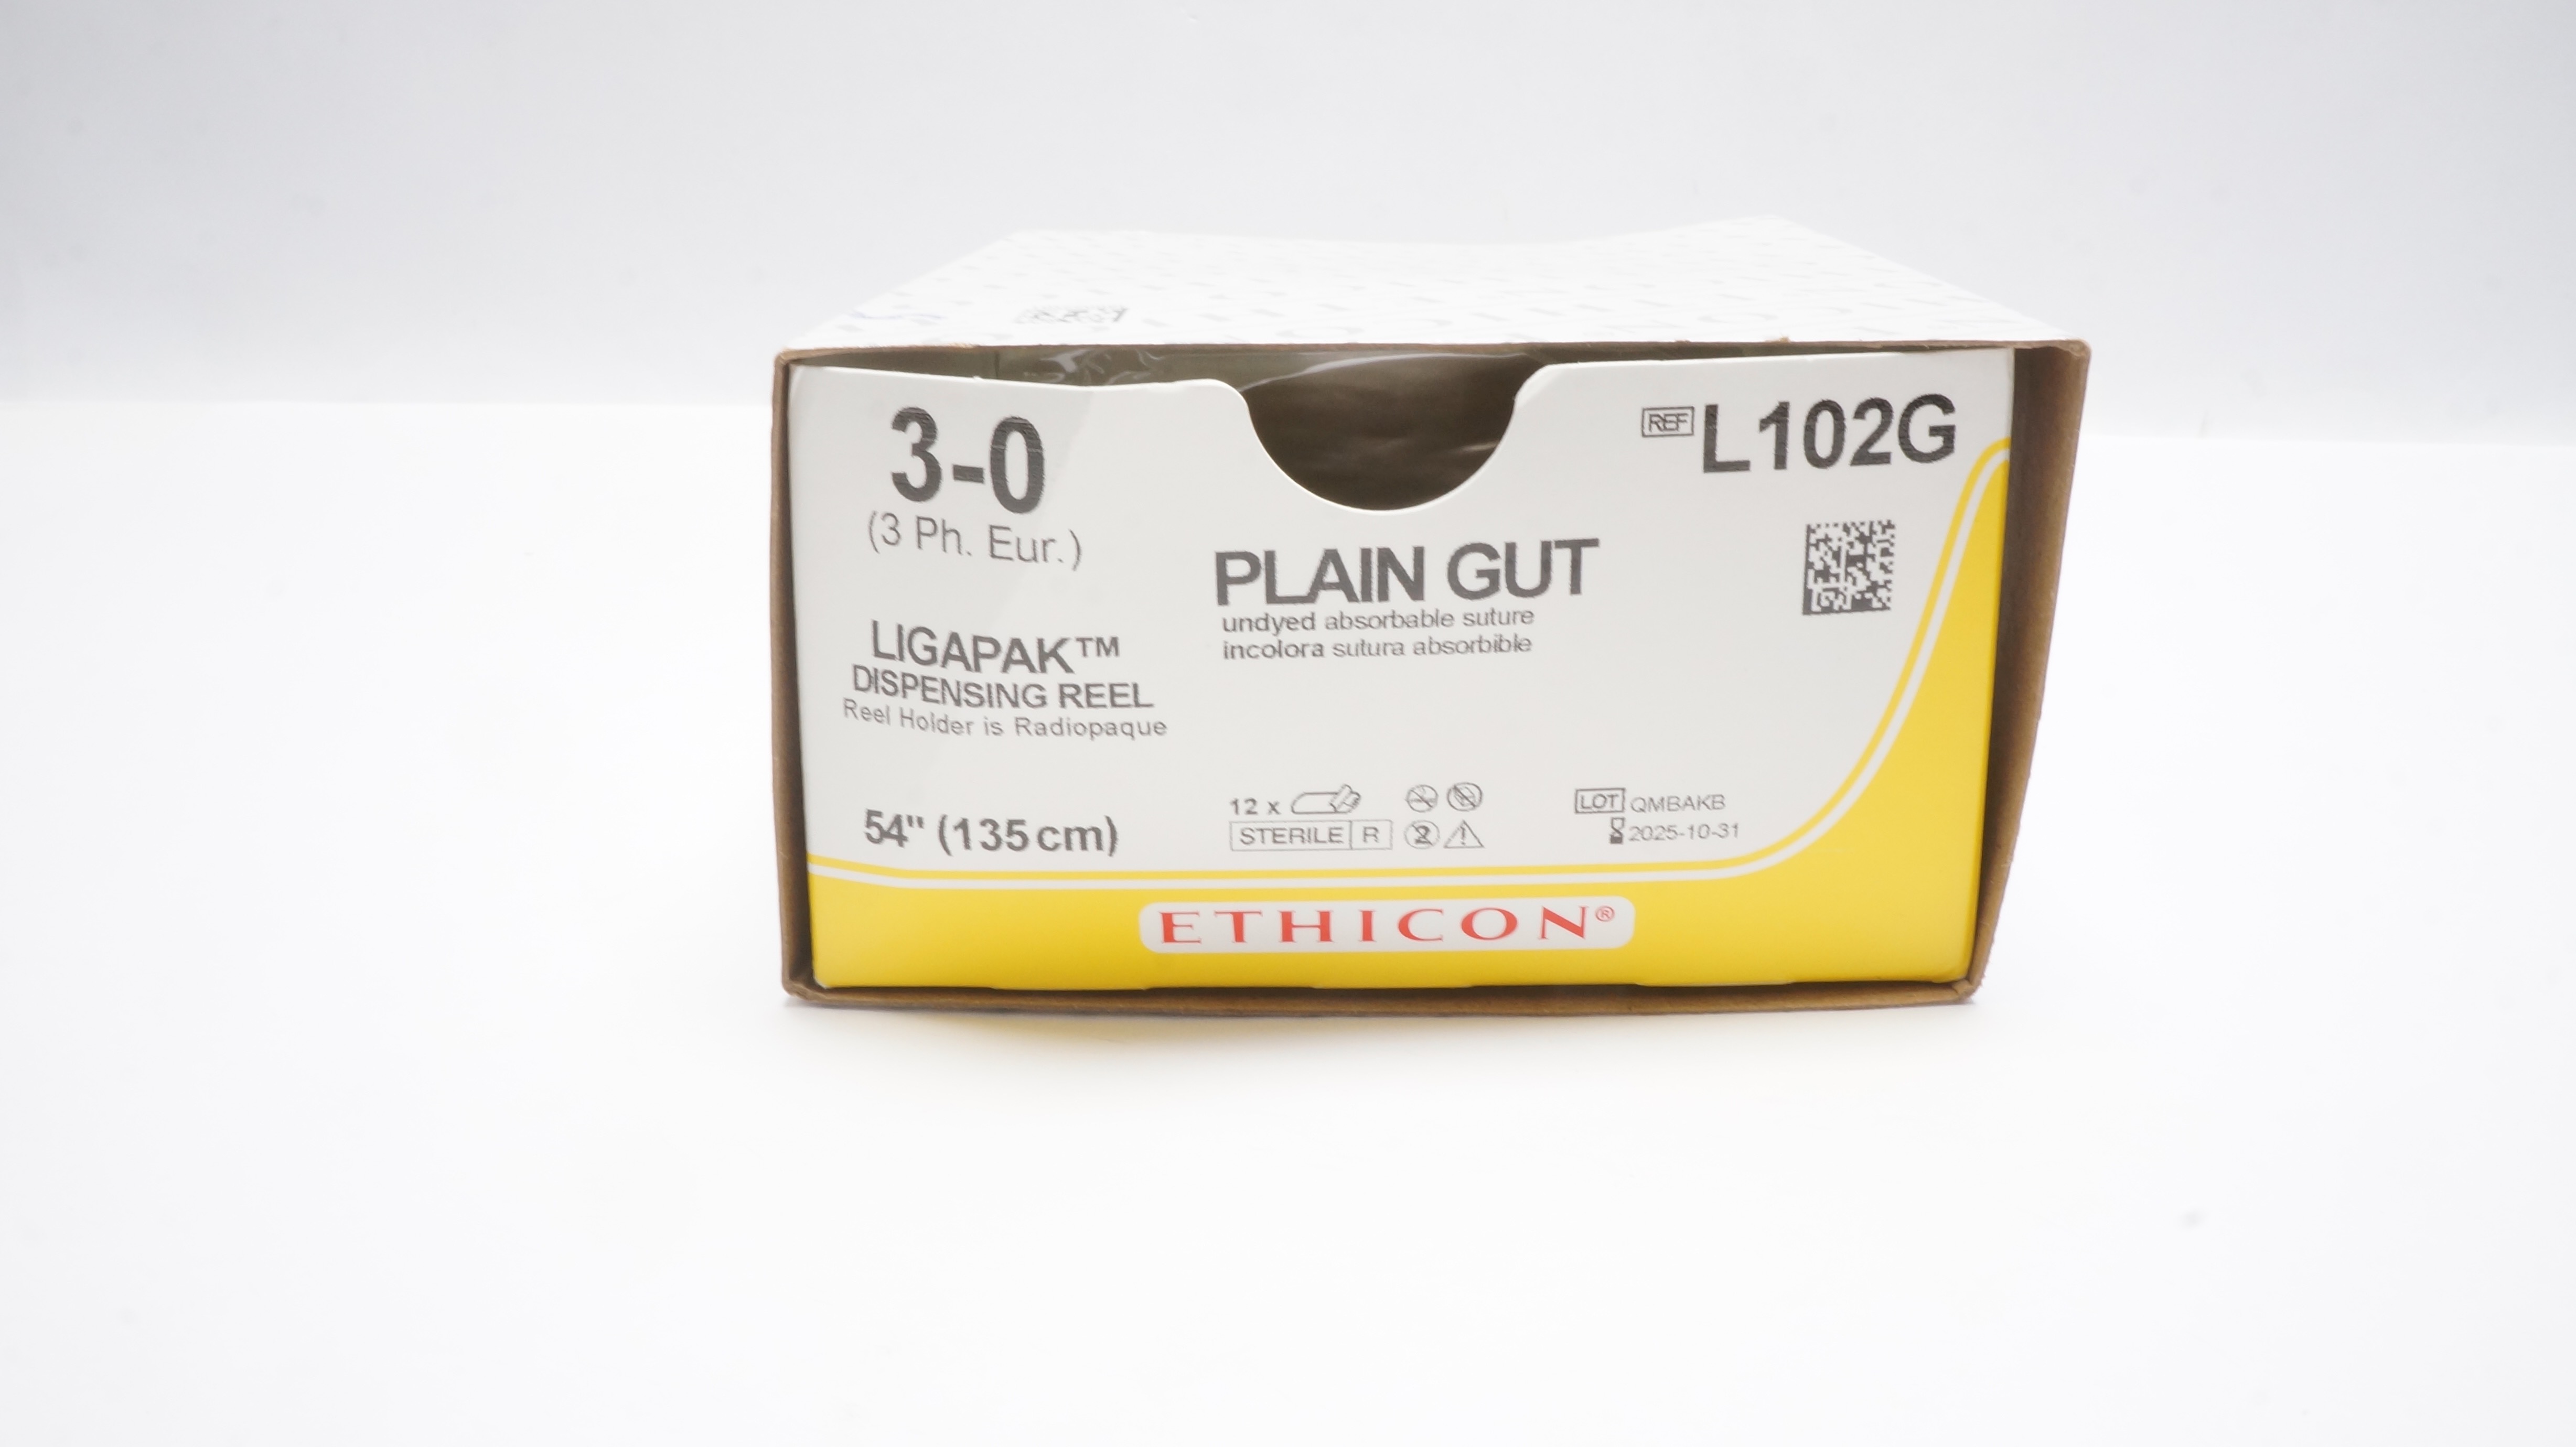 3-0
(3 Ph. Eur.)
REF L102G
PLAIN GUT
undyed absorbable suture
incolora sutura absorbible
LIGAPAK™
DISPENSING REEL
Reel Holder is Radiopaque
54" (135 cm)
12 x
STERILE R
2
LOT QMBAKB
2025-10-31
ETHICON®